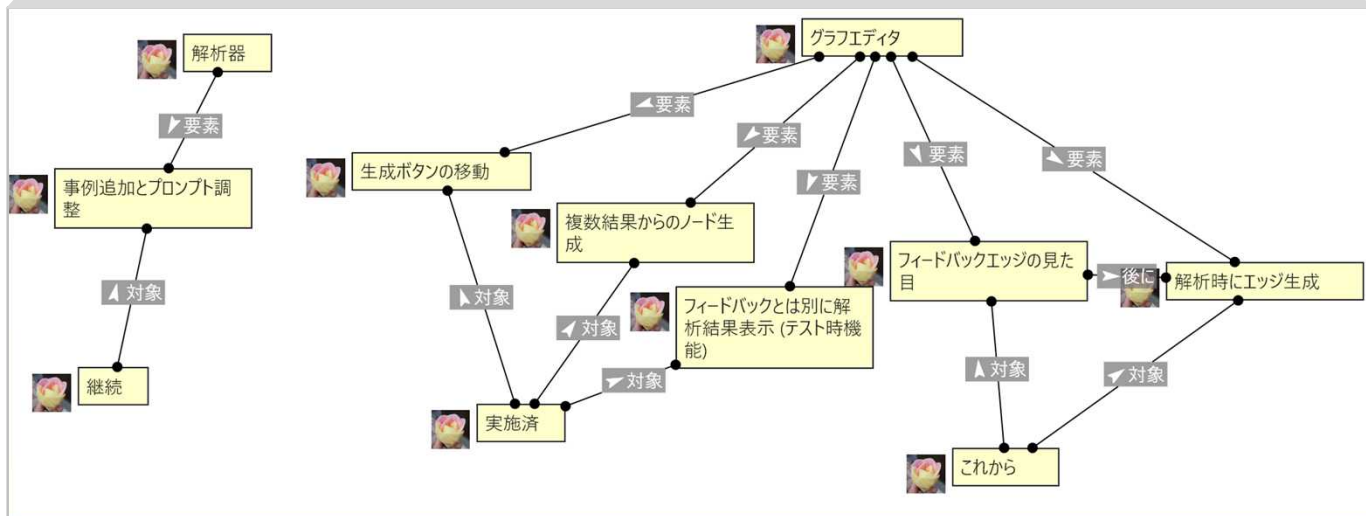 解析器
要素
事例追加とプロンプト調
整
対象
継続
グラフエディタ
要素
要素
要素
要素
要素
生成ボタンの移動
複数結果からのノード生
成
フィードバックとは別に解
析結果表示 (テスト時機
能)
フィードバックエッジの見た
目
後に
解析時にエッジ生成
対象
対象
対象
実施済
対象
対象
これから